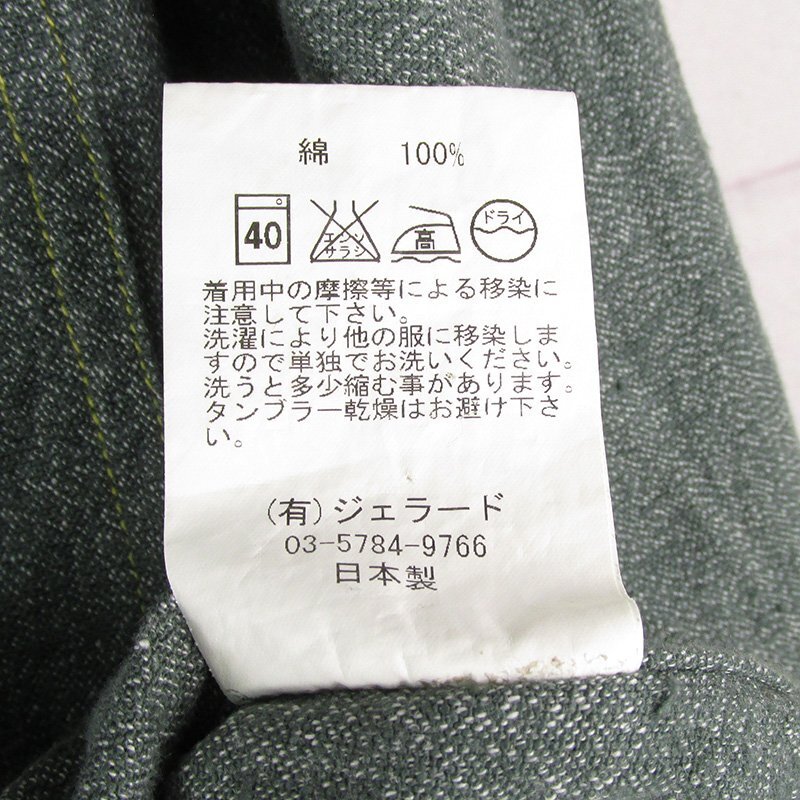 綿 100%
40 エンソ サラシ 高 ドライ
着用中の摩擦等による移染に
注意して下さい。
洗濯により他の服に移染しま
すので単独でお洗いください。
洗うと多少縮む事があります。
タンブラー乾燥はお避け下さ
い。
(有)ジェラード
03-5784-9766
日本製